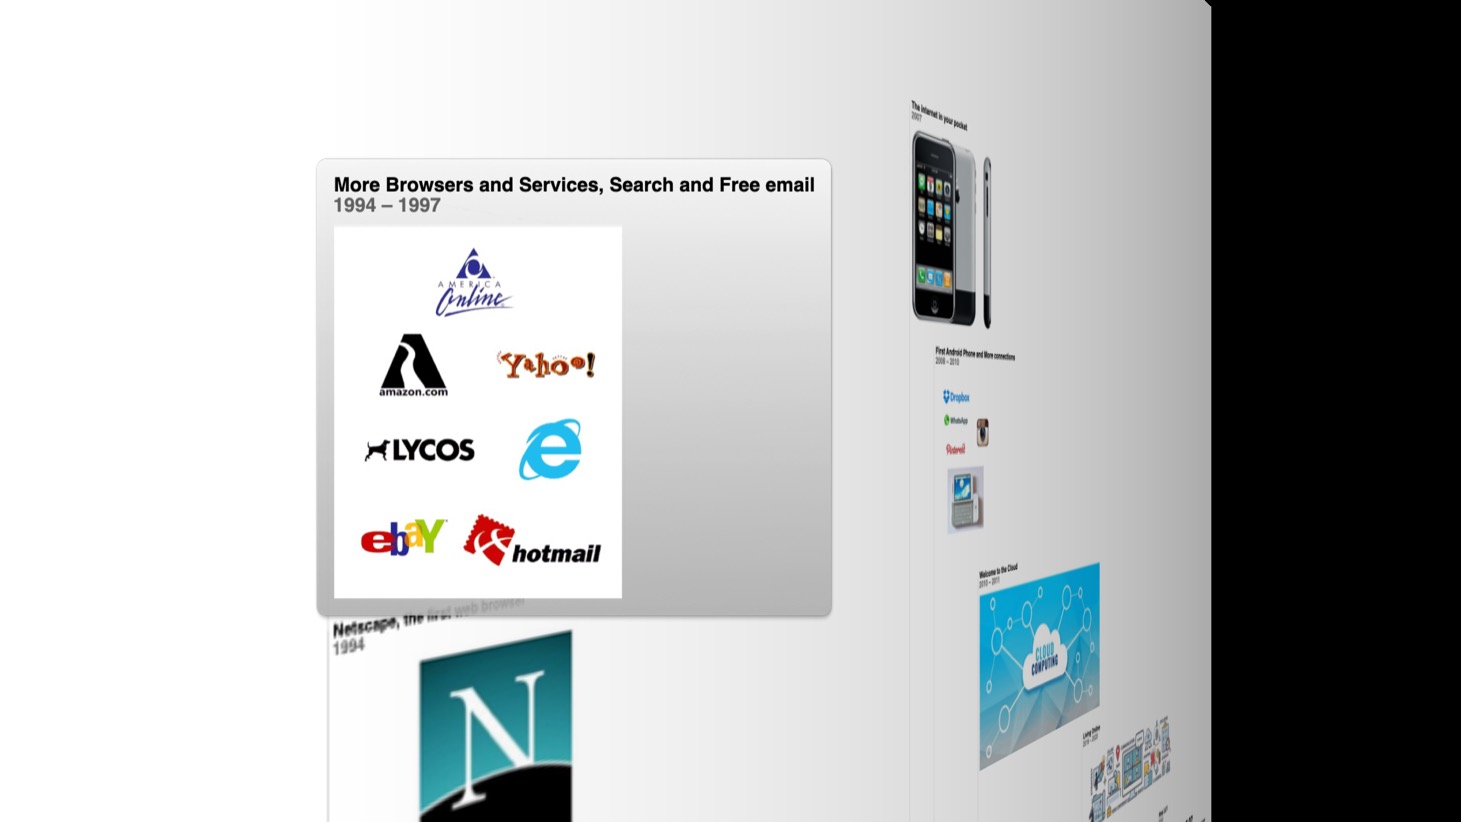 More Browsers and Services, Search and Free email
1994 – 1997
AMERICA
Online
amazon.com
Yahoo!
LYCOS
ebaY
hotmail
Netscape, the first web browser
1994
N
The internet in your pocket
2007
First Android Phone and More connections
2008 – 2010
Dropbox
WhatsApp
Pinterest
Welcome to the Cloud
2010 – 2011
CLOUD
COMPUTING
Living Online